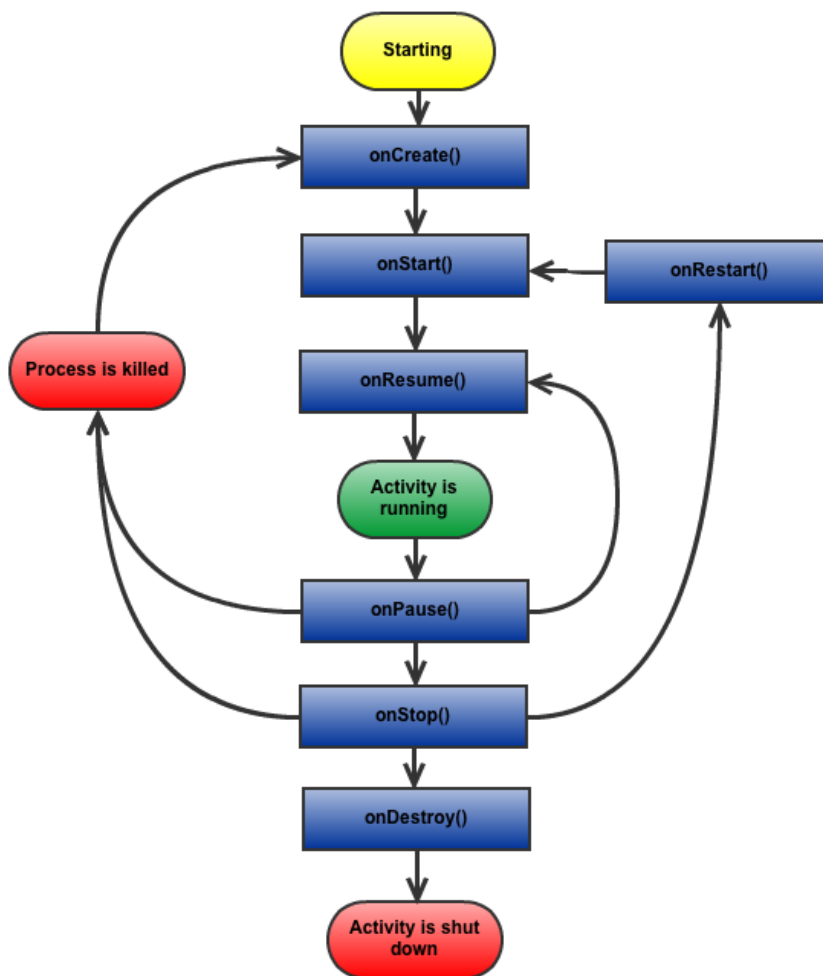 Starting
onCreate()
onStart()
onRestart()
Process is killed
onResume()
Activity is
running
onPause()
onStop()
onDestroy()
Activity is shut
down